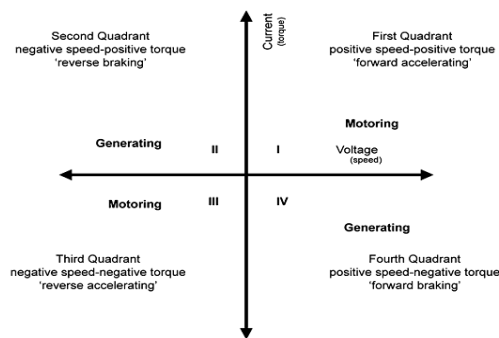 Second Quadrant
negative speed-positive torque
'reverse braking'
Current
(torque)
First Quadrant
positive speed-positive torque
'forward accelerating'
Generating
II
I
Motoring
Voltage
(speed)
Motoring
III
IV
Generating
Third Quadrant
negative speed-negative torque
'reverse accelerating'
Fourth Quadrant
positive speed-negative torque
'forward braking'